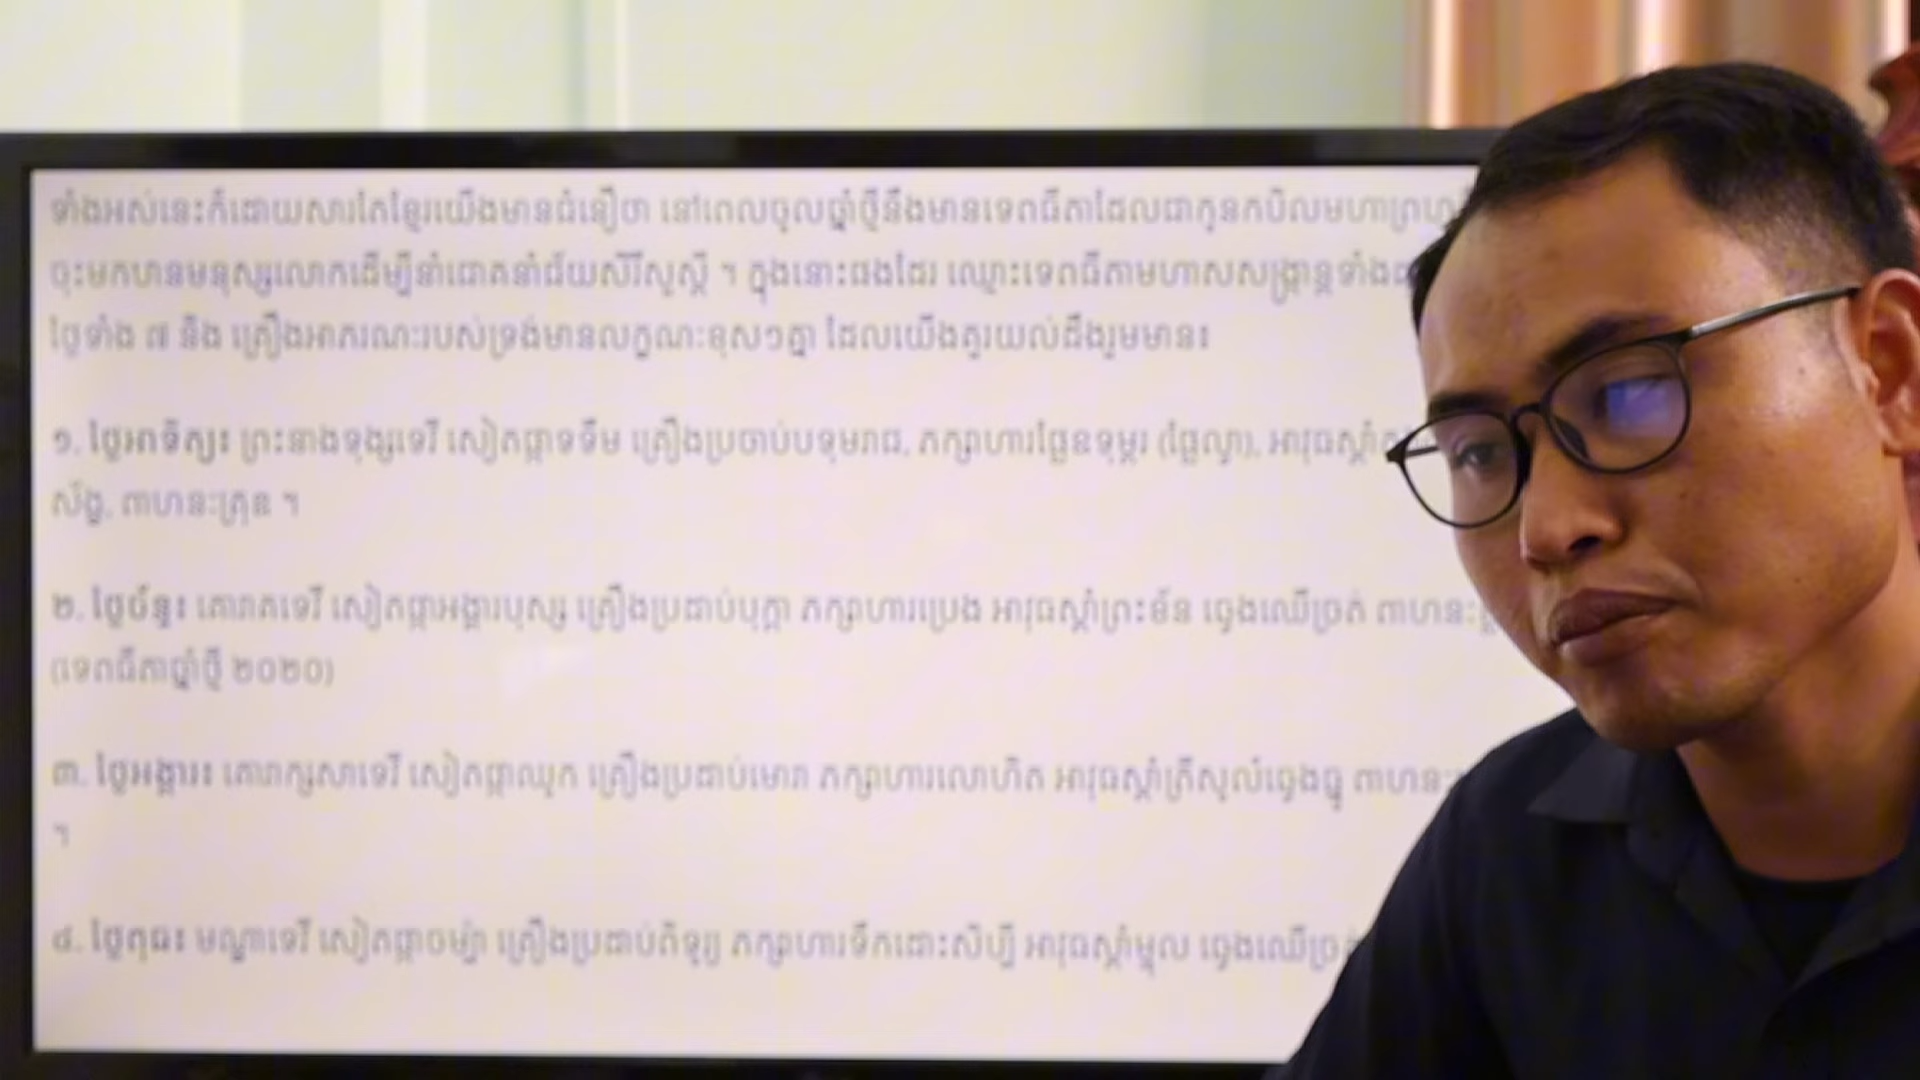 ទាំងអស់នេះក៏ដោយសារតែខ្មែរយើងមានជំនឿថា នៅពេលចូលឆ្នាំថ្មីនឹងមានទេពធីតាដែលជាកូនកបិលមហាព្រហ្ម
ចុះមកឋានមនុស្សលោកដើម្បីនាំជោគនាំជ័យសិរីសួស្តី ។ ក្នុងនោះផងដែរ ឈ្មោះទេពធីតាមហាសង្ក្រាន្តទាំង
ថ្ងៃទាំង ៧ និង គ្រឿងអាភរណៈរបស់ទ្រង់មានលក្ខណៈខុសៗគ្នា ដែលយើងគួរយល់ដឹងរួមមាន៖
១. ថ្ងៃអាទិត្យ៖ ព្រះនាងទុង្សទេវី សៀតផ្កាទទឹម គ្រឿងប្រចាប់បទុមរាជ, ភក្សាហារផ្លែឧទុម្ពរ (ផ្លែល្វា), អាវុធស្តាំ
ស័ង្ខ, ពាហនៈគ្រុឌ ។
២. ថ្ងៃច័ន្ទ៖ គោរាគទេវី សៀតផ្កាអង្គារបុស្ស គ្រឿងប្រដាប់បុក្តា ភក្សាហារប្រេង អាវុធស្តាំព្រះខ័ន ឆ្វេងឈើច្រត់ ពាហនៈ
(ទេពធីតាឆ្នាំថ្មី ២០២០)
៣. ថ្ងៃអង្គារ៖ គោរាក្សសាទេវី សៀតផ្កាឈូក គ្រឿងប្រដាប់មោរា ភក្សាហារលោហិត អាវុធស្តាំត្រីសូលំឆ្វេងធ្នូ ពាហនៈ
។
៤. ថ្ងៃពុធ៖ មណ្ឌាទេវី សៀតផ្កាចម្ប៉ា គ្រឿងប្រដាប់ពិទូរ្យ ភក្សាហារទឹកដោះសិប្បី អាវុធស្តាំម្ជុល ឆ្វេងឈើច្រត់